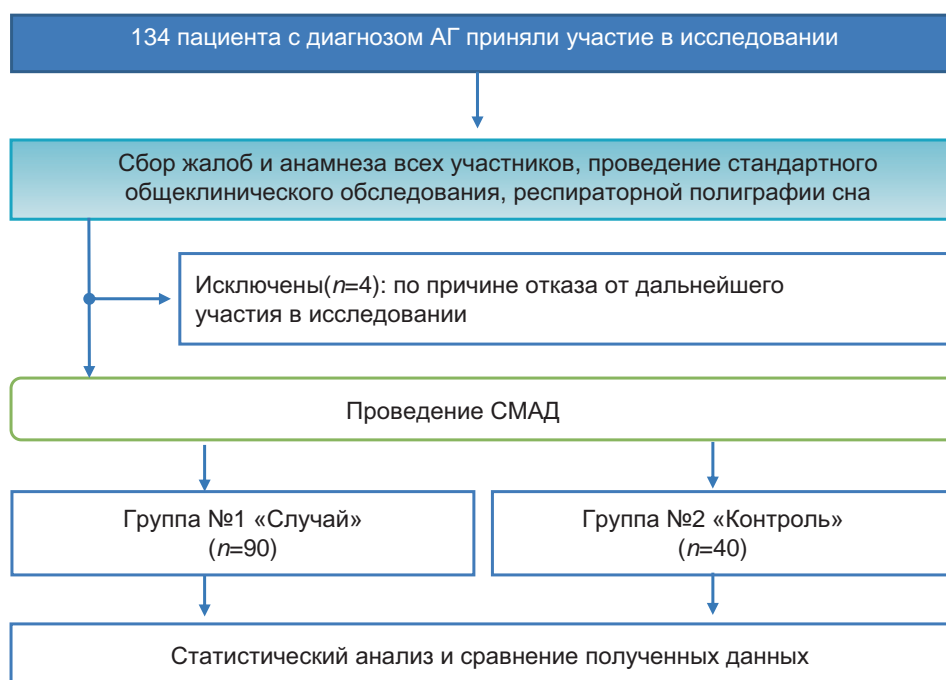 134 пациента с диагнозом АГ приняли участие в исследовании
Сбор жалоб и анамнеза всех участников, проведение стандартного
общеклинического обследования, респираторной полиграфии сна
Исключены(n=4): по причине отказа от дальнейшего
участия в исследовании
Проведение СМАД
Группа №1 «Случай»
(n=90)
Группа №2 «Контроль»
(n=40)
Статистический анализ и сравнение полученных данных